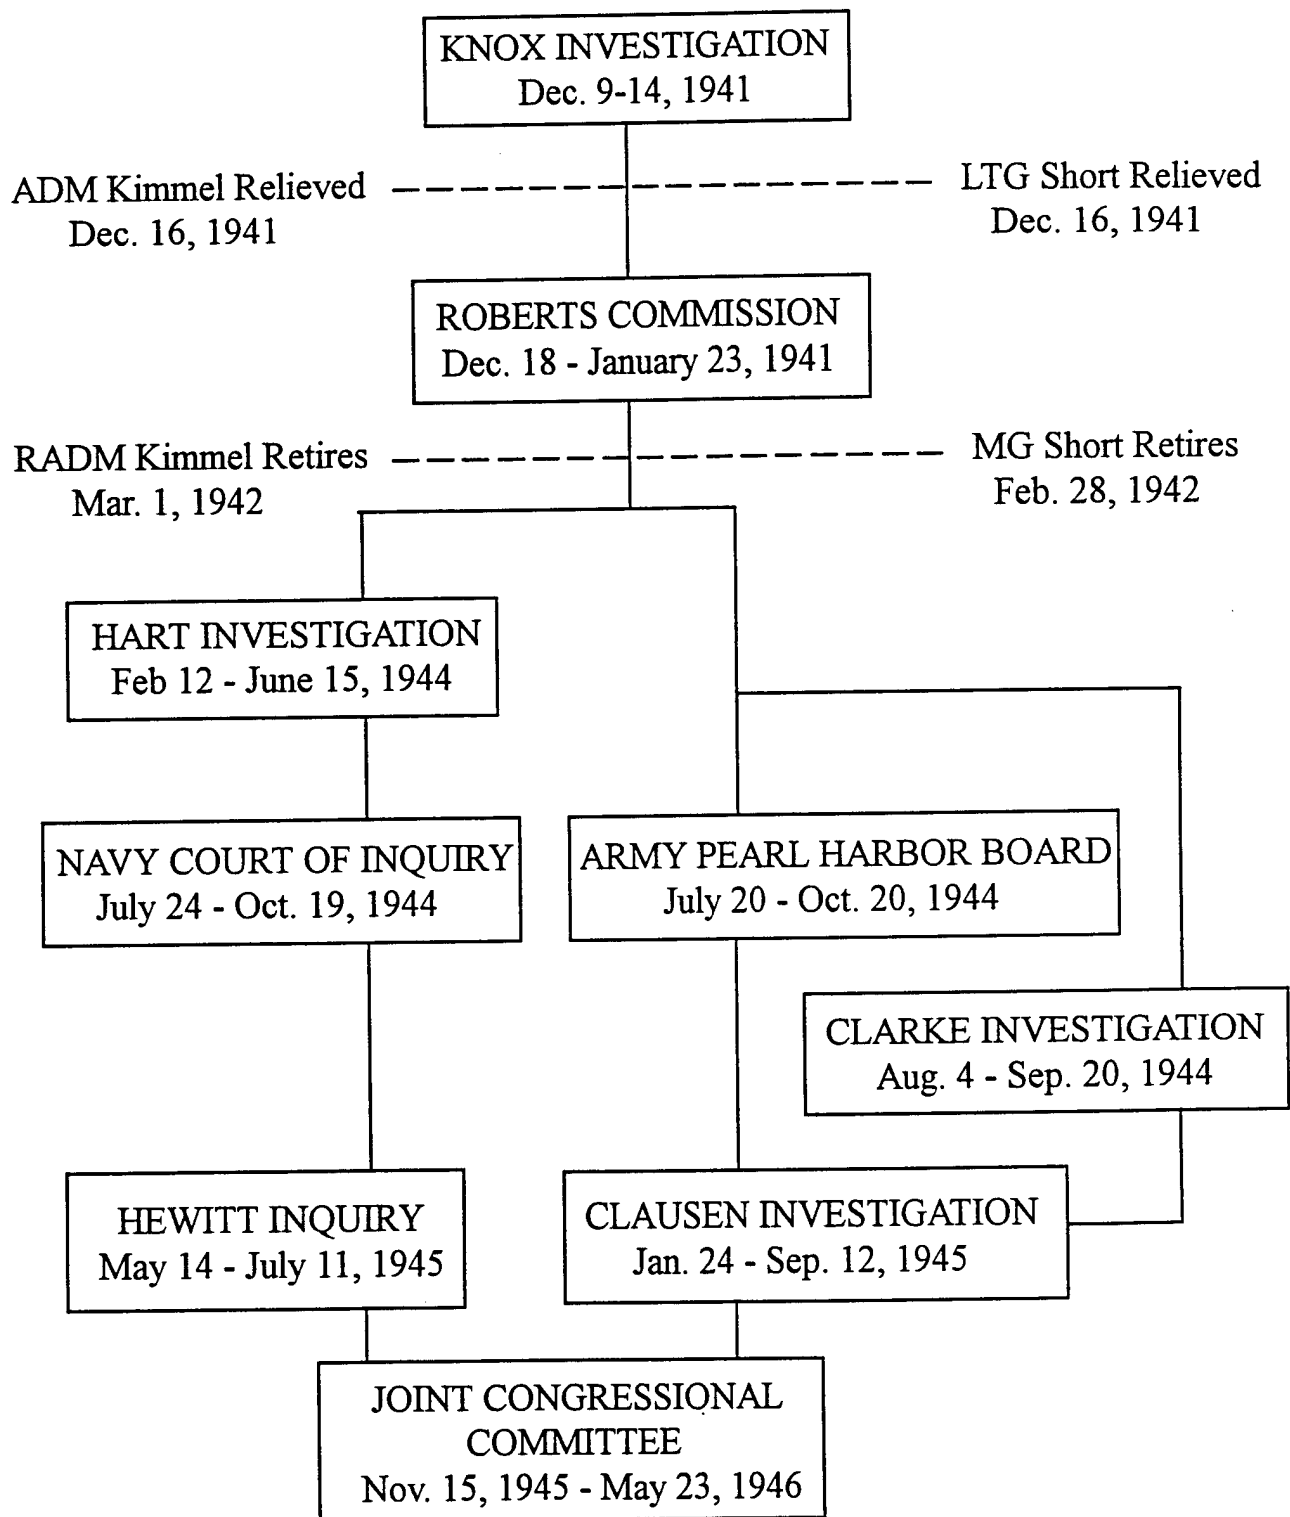 KNOX INVESTIGATION
Dec. 9-14, 1941
ADM Kimmel Relieved
Dec. 16, 1941
LTG Short Relieved
Dec. 16, 1941
ROBERTS COMMISSION
Dec. 18 - January 23, 1941
RADM Kimmel Retires
Mar. 1, 1942
MG Short Retires
Feb. 28, 1942
HART INVESTIGATION
Feb 12 - June 15, 1944
NAVY COURT OF INQUIRY
July 24 - Oct. 19, 1944
ARMY PEARL HARBOR BOARD
July 20 - Oct. 20, 1944
CLARKE INVESTIGATION
Aug. 4 - Sep. 20, 1944
HEWITT INQUIRY
May 14 - July 11, 1945
CLAUSEN INVESTIGATION
Jan. 24 - Sep. 12, 1945
JOINT CONGRESSIONAL
COMMITTEE
Nov. 15, 1945 - May 23, 1946